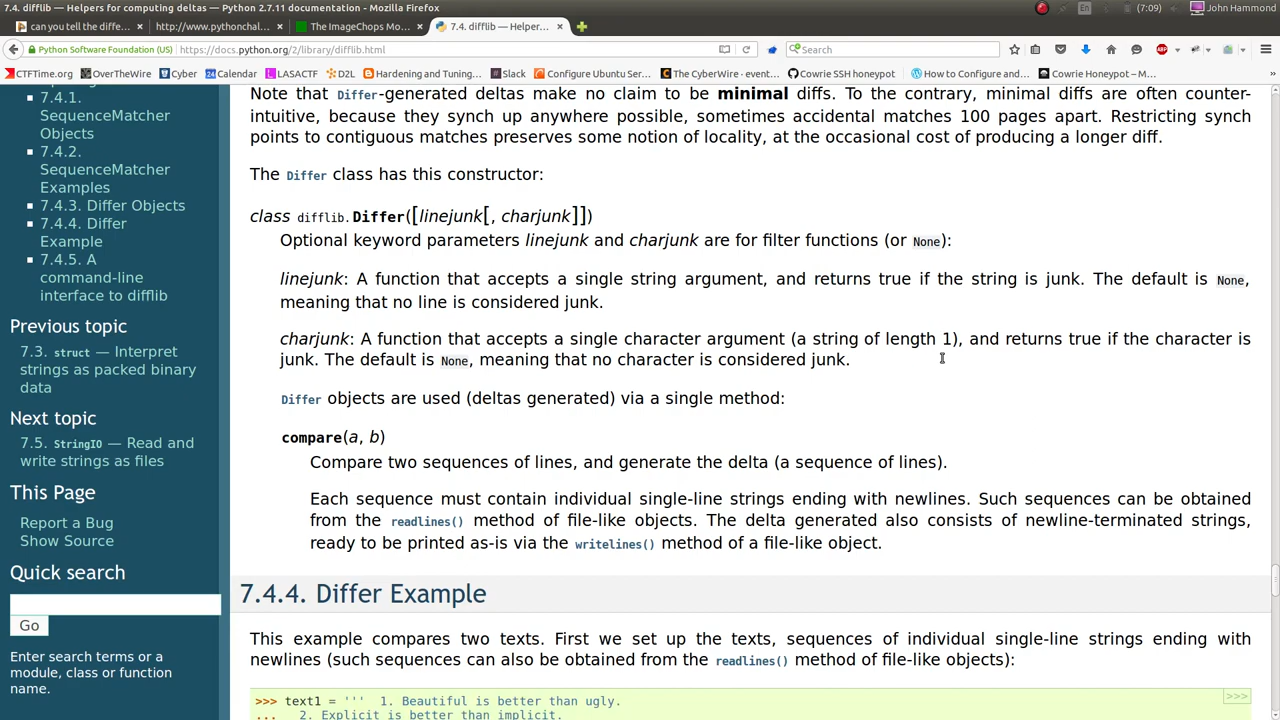 7.4. difflib — Helpers for computing deltas — Python 2.7.11 documentation - Mozilla Firefox
En (7:09) John Hammond
can you tell the diffe... × http://www.pythonchal... × The ImageChops Mo... × 7.4. difflib — Helper... ×
Python Software Foundation (US) https://docs.python.org/2/library/difflib.html Search ABP
CTFTime.org OverTheWire Cyber Calendar LASACTF D2L Hardening and Tuning... Slack Configure Ubuntu Ser... The CyberWire · event... Cowrie SSH honeypot How to Configure and... Cowrie Honeypot – M... »
7.4.1.
SequenceMatcher
Objects
7.4.2.
SequenceMatcher
Examples
7.4.3. Differ Objects
7.4.4. Differ
Example
7.4.5. A
command-line
interface to difflib
Previous topic
7.3. struct — Interpret
strings as packed binary
data
Next topic
7.5. StringIO — Read and
write strings as files
This Page
Report a Bug
Show Source
Quick search
Go
Enter search terms or a
module, class or function
name.
Note that Differ-generated deltas make no claim to be minimal diffs. To the contrary, minimal diffs are often counter-
intuitive, because they synch up anywhere possible, sometimes accidental matches 100 pages apart. Restricting synch
points to contiguous matches preserves some notion of locality, at the occasional cost of producing a longer diff.
The Differ class has this constructor:
class difflib.Differ([linejunk[, charjunk]])
Optional keyword parameters linejunk and charjunk are for filter functions (or None):
linejunk: A function that accepts a single string argument, and returns true if the string is junk. The default is None,
meaning that no line is considered junk.
charjunk: A function that accepts a single character argument (a string of length 1), and returns true if the character is
junk. The default is None, meaning that no character is considered junk.
Differ objects are used (deltas generated) via a single method:
compare(a, b)
Compare two sequences of lines, and generate the delta (a sequence of lines).
Each sequence must contain individual single-line strings ending with newlines. Such sequences can be obtained
from the readlines() method of file-like objects. The delta generated also consists of newline-terminated strings,
ready to be printed as-is via the writelines() method of a file-like object.
7.4.4. Differ Example
This example compares two texts. First we set up the texts, sequences of individual single-line strings ending with
newlines (such sequences can also be obtained from the readlines() method of file-like objects):
>>>
>>> text1 = ''' 1. Beautiful is better than ugly.
... 2. Explicit is better than implicit.